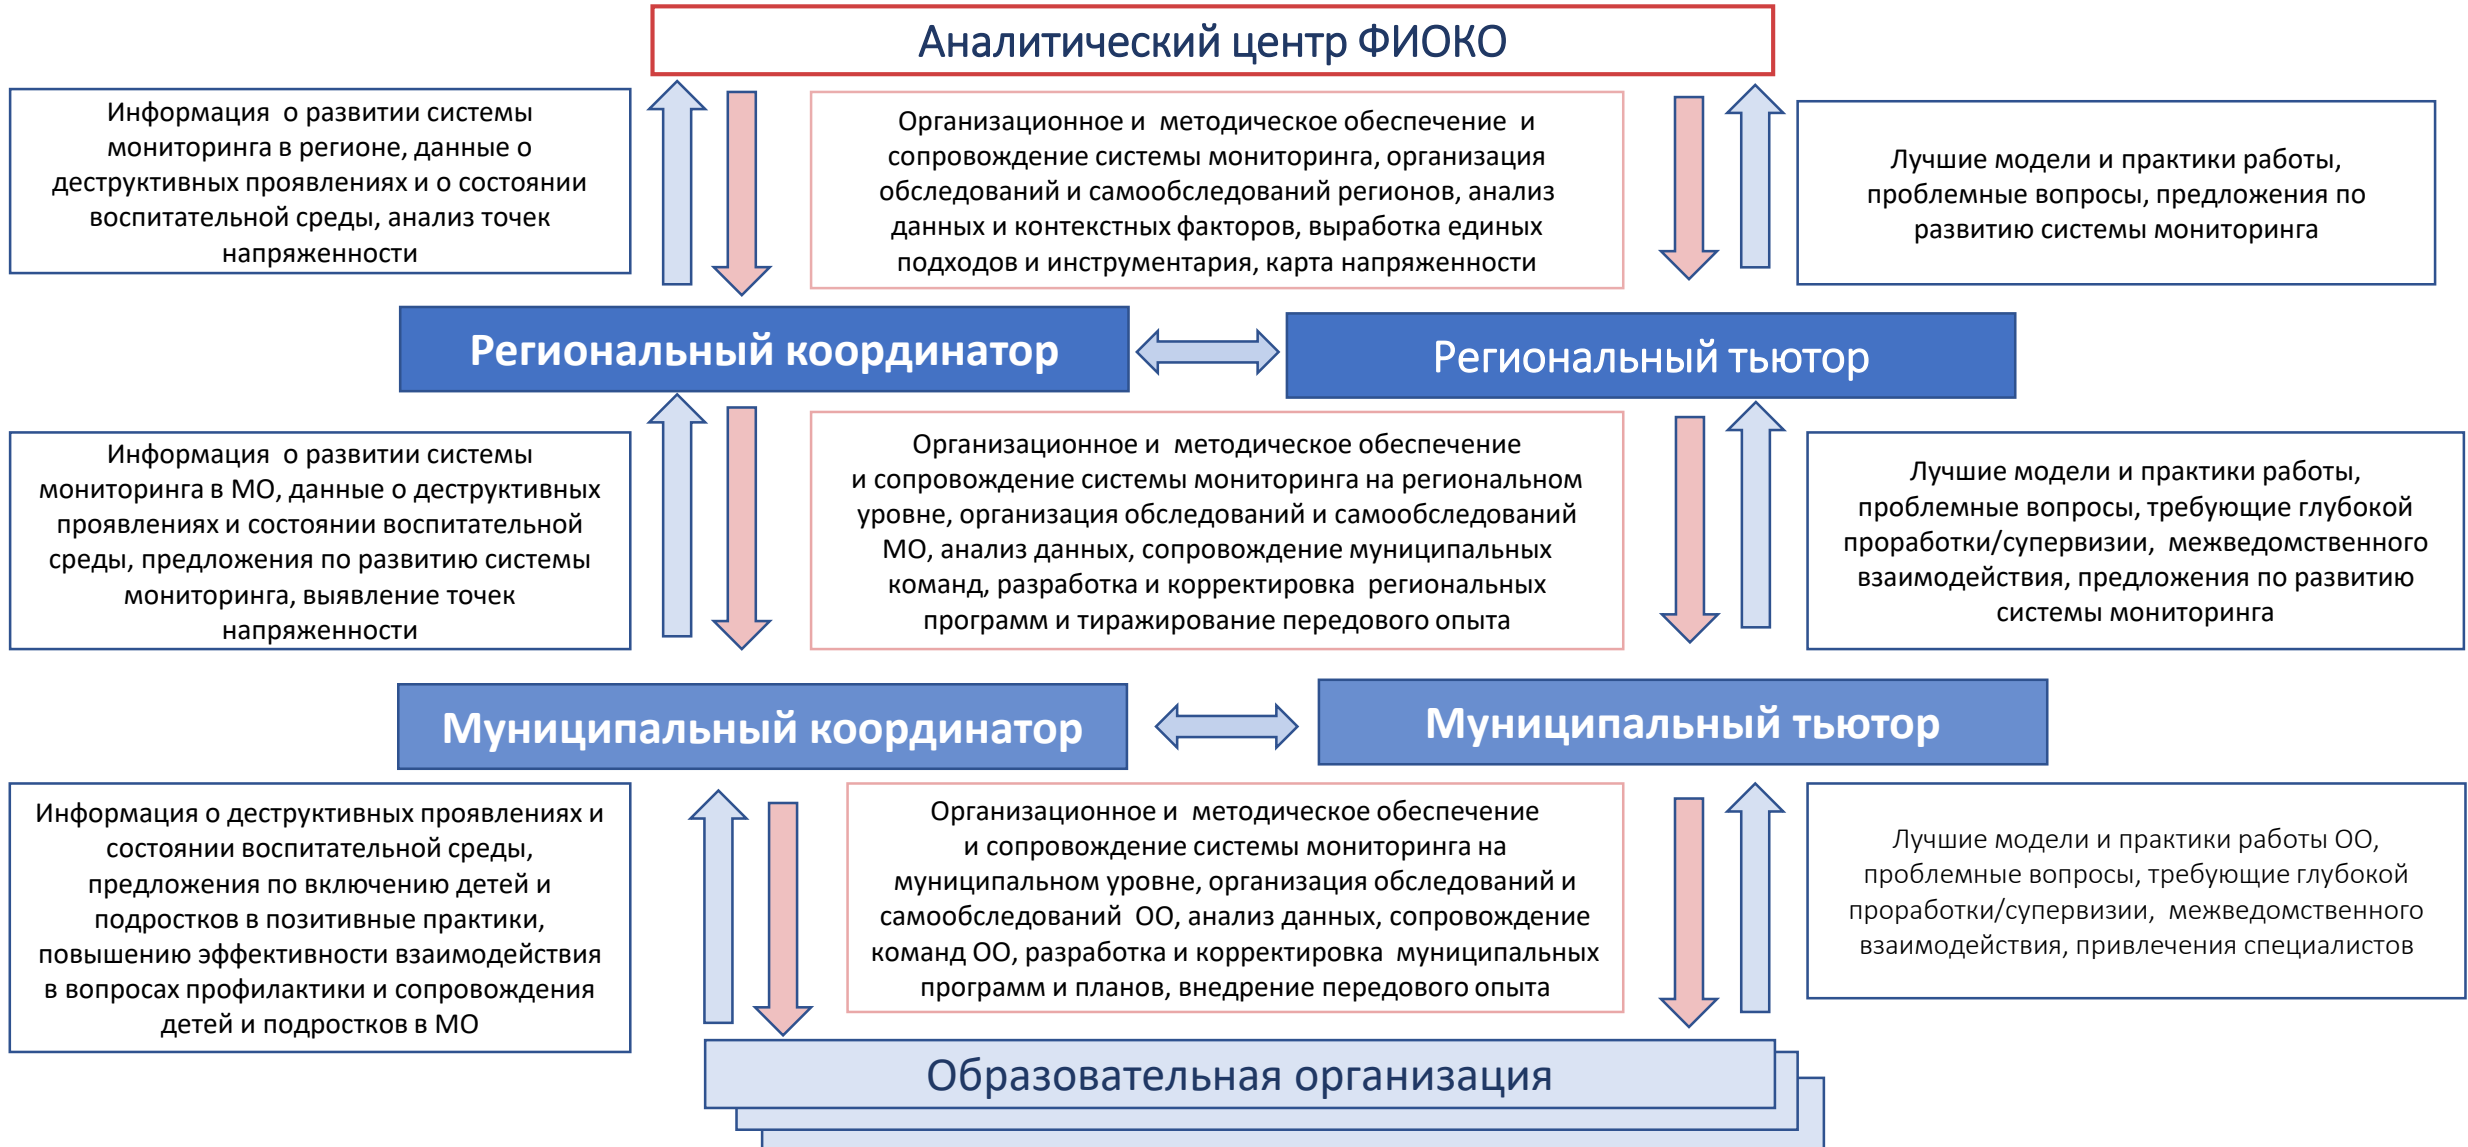 Аналитический центр ФИОКО
Информация о развитии системы
мониторинга в регионе, данные о
деструктивных проявлениях и о состоянии
воспитательной среды, анализ точек
напряженности
Организационное и методическое обеспечение и
сопровождение системы мониторинга, организация
обследований и самообследований регионов, анализ
данных и контекстных факторов, выработка единых
подходов и инструментария, карта напряженности
Лучшие модели и практики работы,
проблемные вопросы, предложения по
развитию системы мониторинга
Региональный координатор
Региональный тьютор
Информация о развитии системы
мониторинга в МО, данные о деструктивных
проявлениях и состоянии воспитательной
среды, предложения по развитию системы
мониторинга, выявление точек
напряженности
Организационное и методическое обеспечение
и сопровождение системы мониторинга на региональном
уровне, организация обследований и самообследований
МО, анализ данных, сопровождение муниципальных
команд, разработка и корректировка региональных
программ и тиражирование передового опыта
Лучшие модели и практики работы,
проблемные вопросы, требующие глубокой
проработки/супервизии, межведомственного
взаимодействия, предложения по развитию
системы мониторинга
Муниципальный координатор
Муниципальный тьютор
Информация о деструктивных проявлениях и
состоянии воспитательной среды,
предложения по включению детей и
подростков в позитивные практики,
повышению эффективности взаимодействия
в вопросах профилактики и сопровождения
детей и подростков в МО
Организационное и методическое обеспечение
и сопровождение системы мониторинга на
муниципальном уровне, организация обследований и
самообследований ОО, анализ данных, сопровождение
команд ОО, разработка и корректировка муниципальных
программ и планов, внедрение передового опыта
Лучшие модели и практики работы ОО,
проблемные вопросы, требующие глубокой
проработки/супервизии, межведомственного
взаимодействия, привлечения специалистов
Образовательная организация